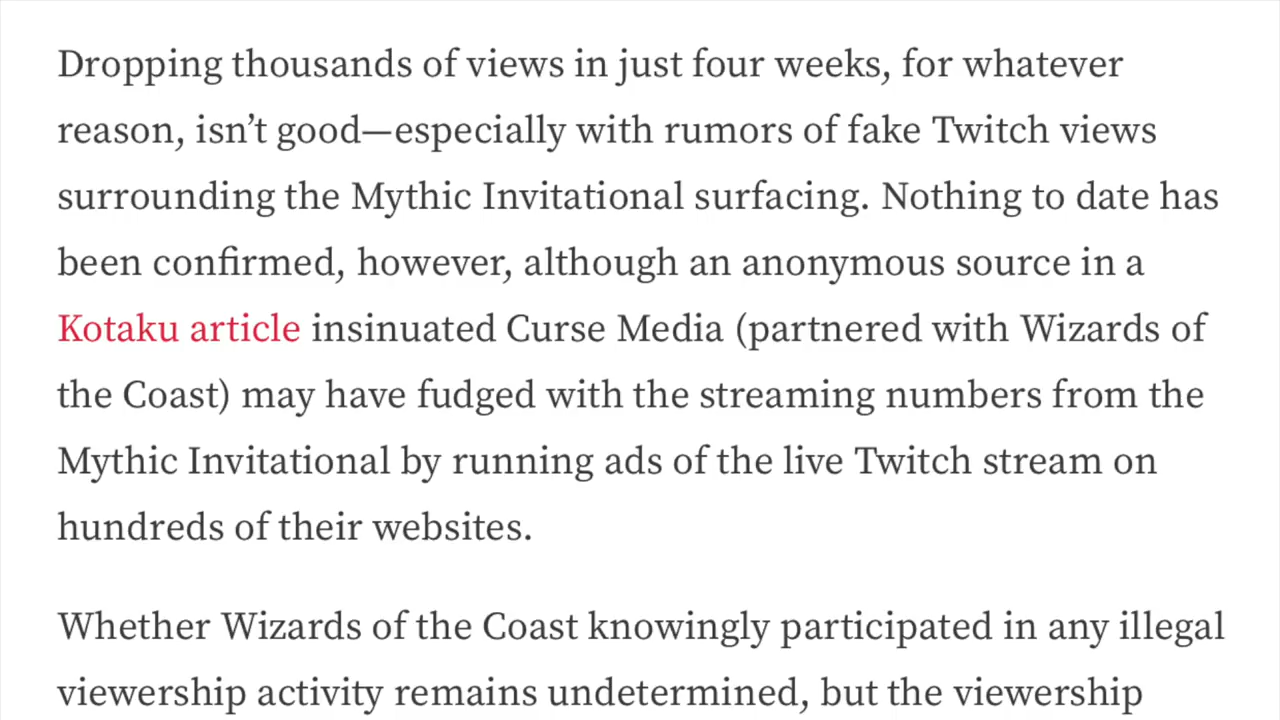 Dropping thousands of views in just four weeks, for whatever
reason, isn’t good—especially with rumors of fake Twitch views
surrounding the Mythic Invitational surfacing. Nothing to date has
been confirmed, however, although an anonymous source in a
Kotaku article insinuated Curse Media (partnered with Wizards of
the Coast) may have fudged with the streaming numbers from the
Mythic Invitational by running ads of the live Twitch stream on
hundreds of their websites.
Whether Wizards of the Coast knowingly participated in any illegal
viewership activity remains undetermined, but the viewership